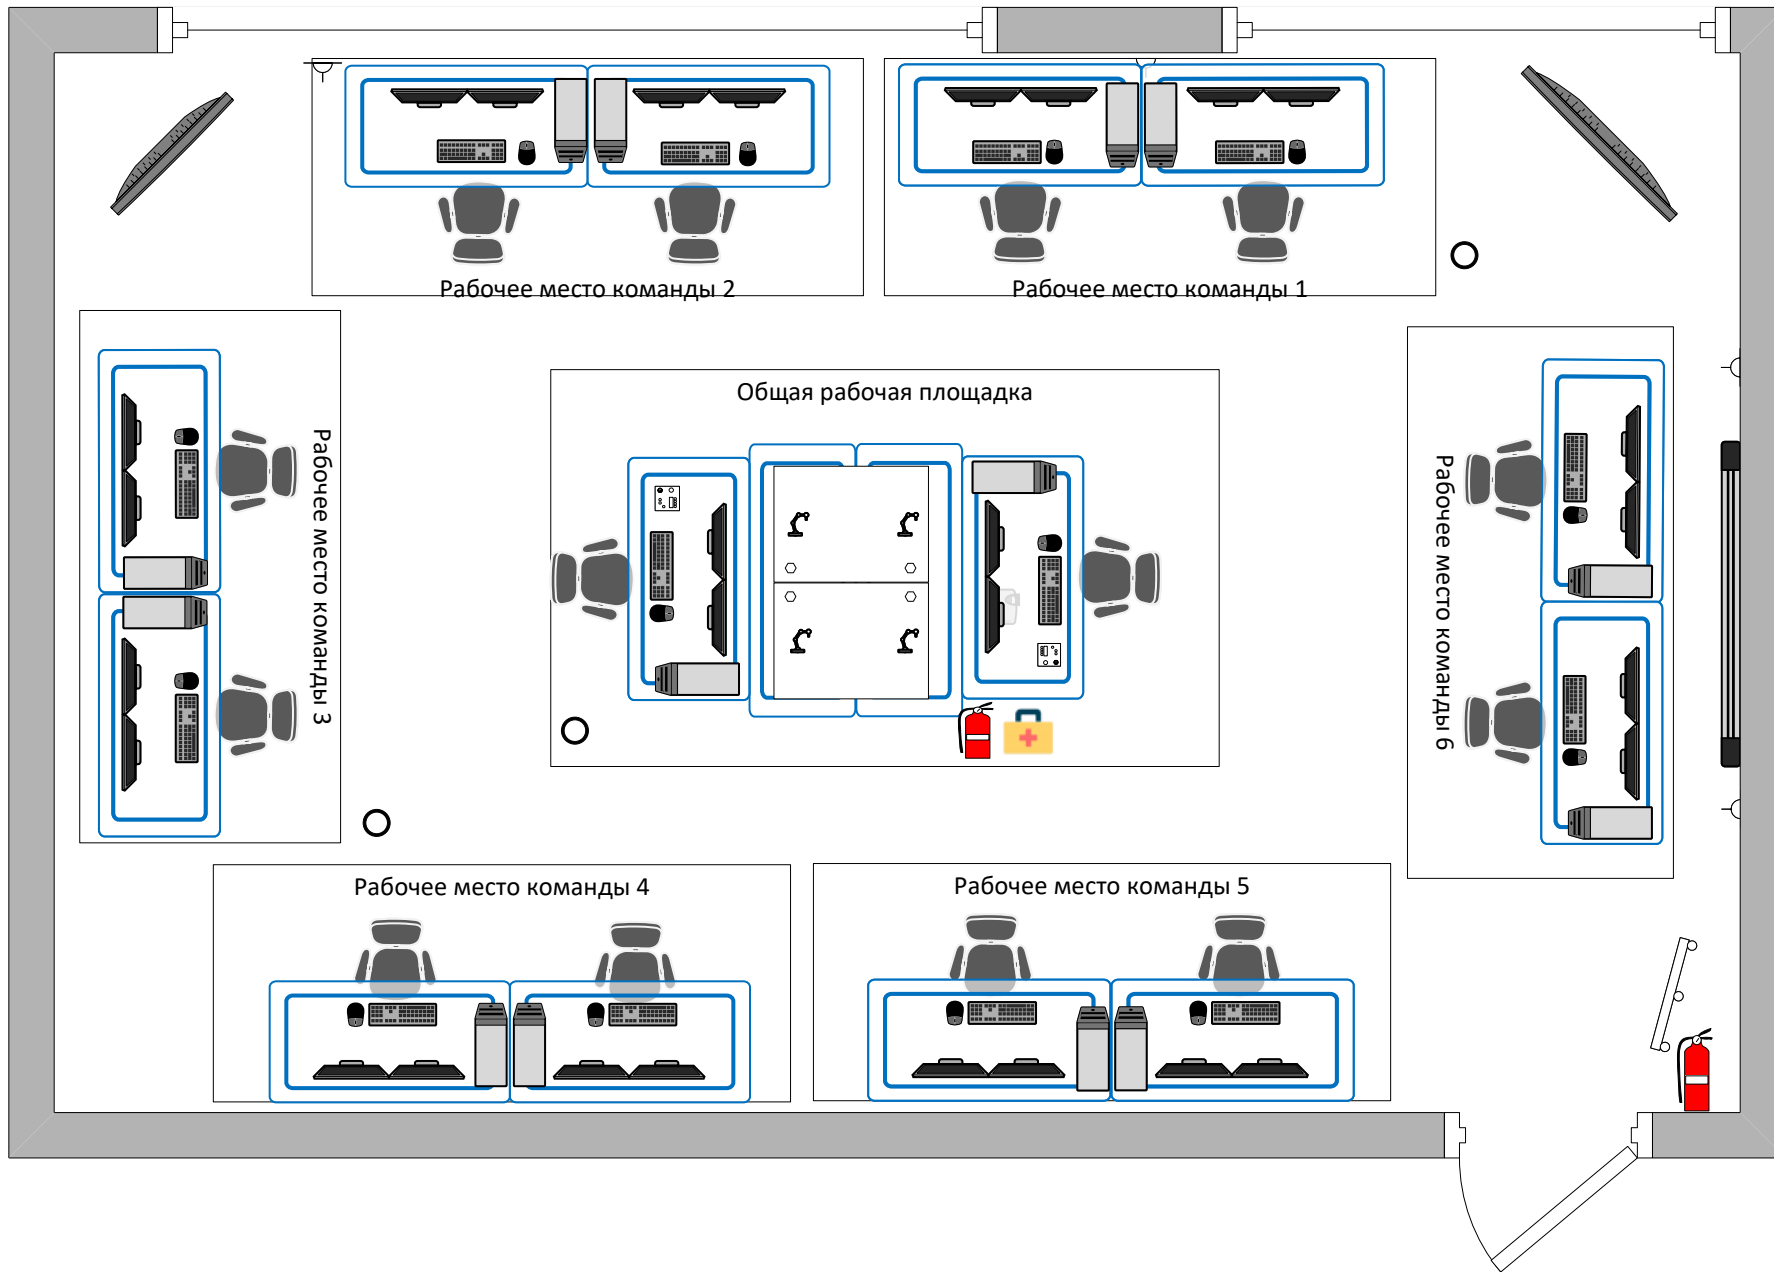 Рабочее место команды 2
Рабочее место команды 1
Общая рабочая площадка
Рабочее место команды 3
Рабочее место команды 6
Рабочее место команды 4
Рабочее место команды 5